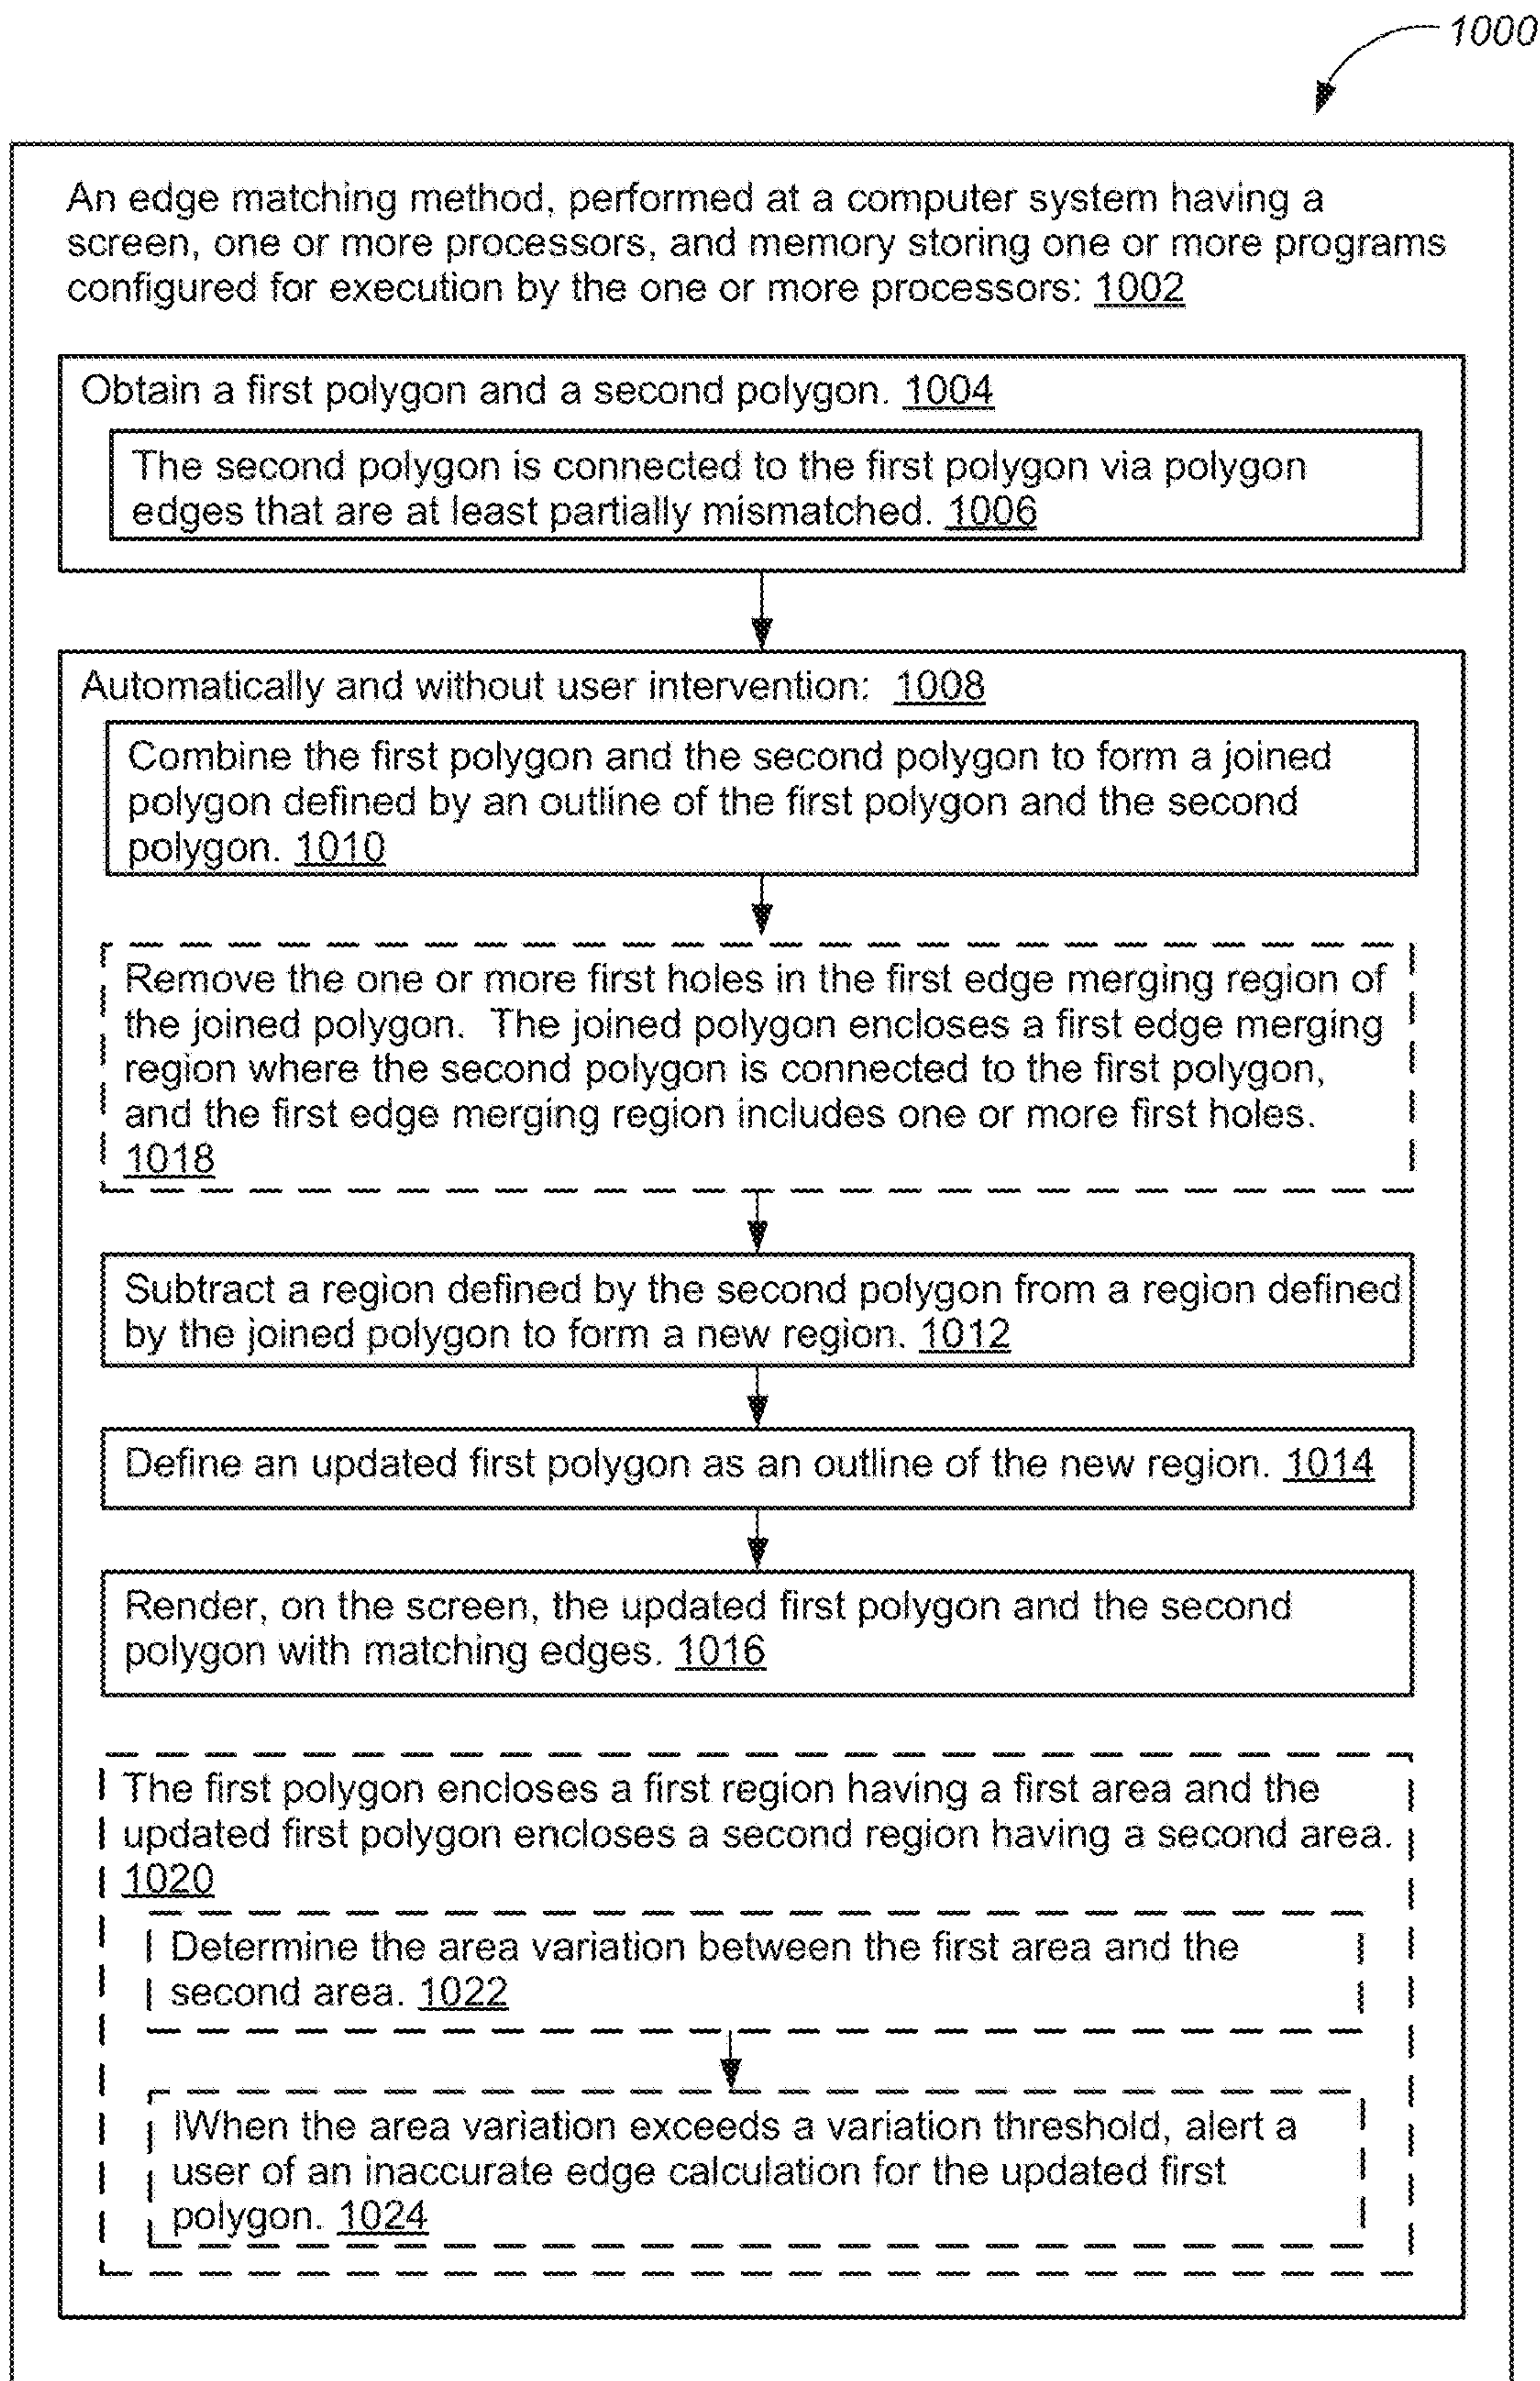 1000
An edge matching method, performed at a computer system having a
screen, one or more processors, and memory storing one or more programs
configured for execution by the one or more processors: 1002
Obtain a first polygon and a second polygon. 1004
The second polygon is connected to the first polygon via polygon
edges that are at least partially mismatched. 1006
Automatically and without user intervention: 1008
Combine the first polygon and the second polygon to form a joined
polygon defined by an outline of the first polygon and the second
polygon. 1010
Remove the one or more first holes in the first edge merging region of
the joined polygon. The joined polygon encloses a first edge merging
region where the second polygon is connected to the first polygon,
and the first edge merging region includes one or more first holes.
1018
Subtract a region defined by the second polygon from a region defined
by the joined polygon to form a new region. 1012
Define an updated first polygon as an outline of the new region. 1014
Render, on the screen, the updated first polygon and the second
polygon with matching edges. 1016
The first polygon encloses a first region having a first area and the
updated first polygon encloses a second region having a second area.
1020
Determine the area variation between the first area and the
second area. 1022
When the area variation exceeds a variation threshold, alert a
user of an inaccurate edge calculation for the updated first
polygon. 1024